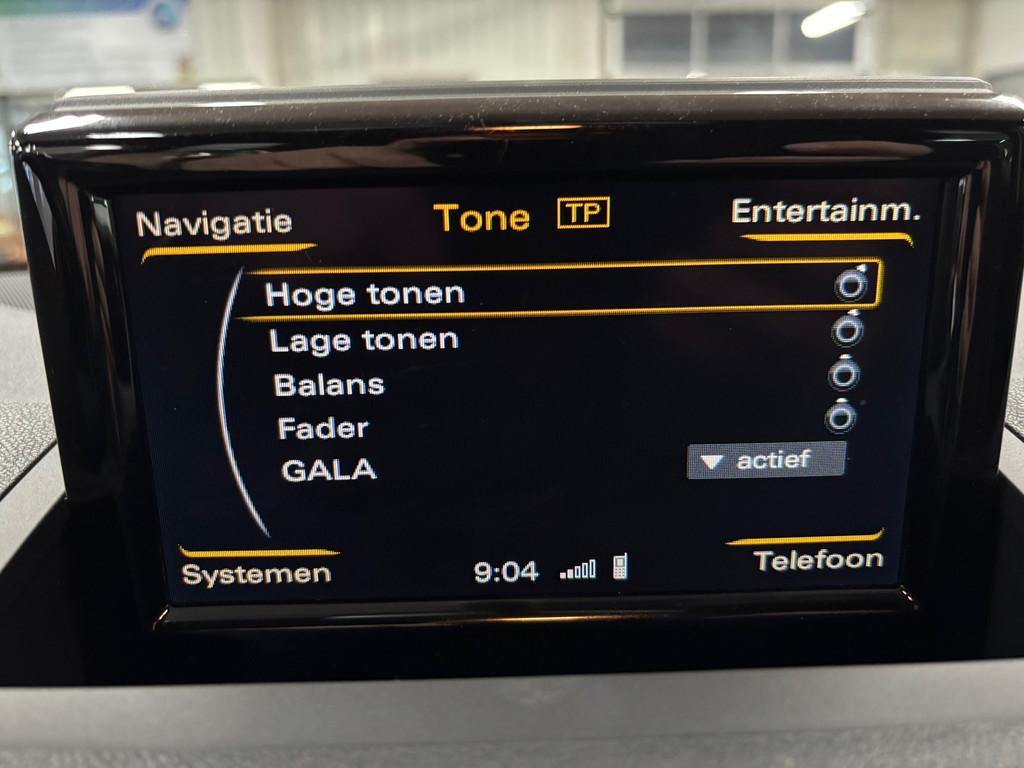 Navigatie
Tone TP
Entertainm.
Hoge tonen
Lage tonen
Balans
Fader
GALA
actief
Systemen
9:04
Telefoon